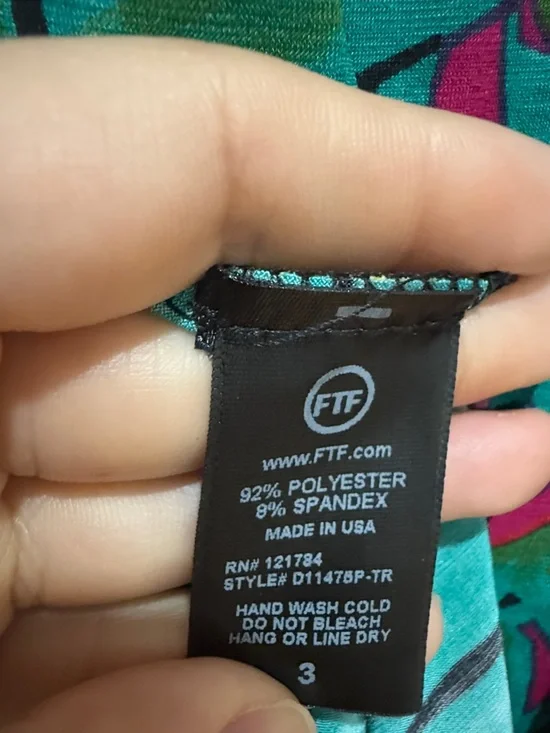 FTF
www.FTF.com
92% POLYESTER
8% SPANDEX
MADE IN USA
RN# 121784
STYLE# D11475P-TR
HAND WASH COLD
DO NOT BLEACH
HANG OR LINE DRY
3